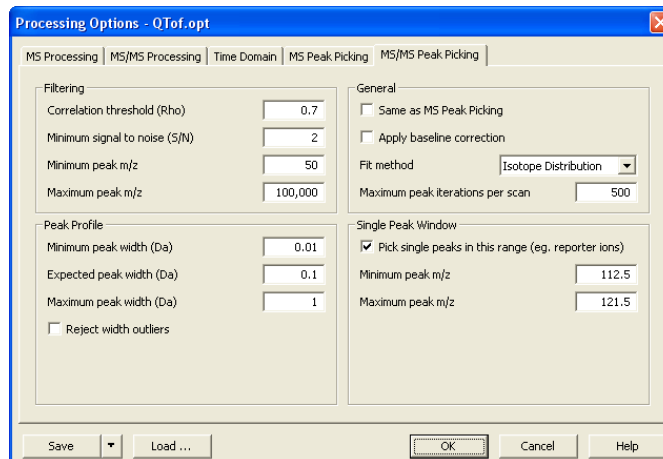 Processing Options - QTof.opt
MS Processing MS/MS Processing Time Domain MS Peak Picking MS/MS Peak Picking
Filtering
Correlation threshold (Rho) 0.7
Minimum signal to noise (S/N) 2
Minimum peak m/z 50
Maximum peak m/z 100,000
General
Same as MS Peak Picking
Apply baseline correction
Fit method Isotope Distribution
Maximum peak iterations per scan 500
Peak Profile
Minimum peak width (Da) 0.01
Expected peak width (Da) 0.1
Maximum peak width (Da) 1
Reject width outliers
Single Peak Window
Pick single peaks in this range (eg. reporter ions)
Minimum peak m/z 112.5
Maximum peak m/z 121.5
Save Load ... OK Cancel Help